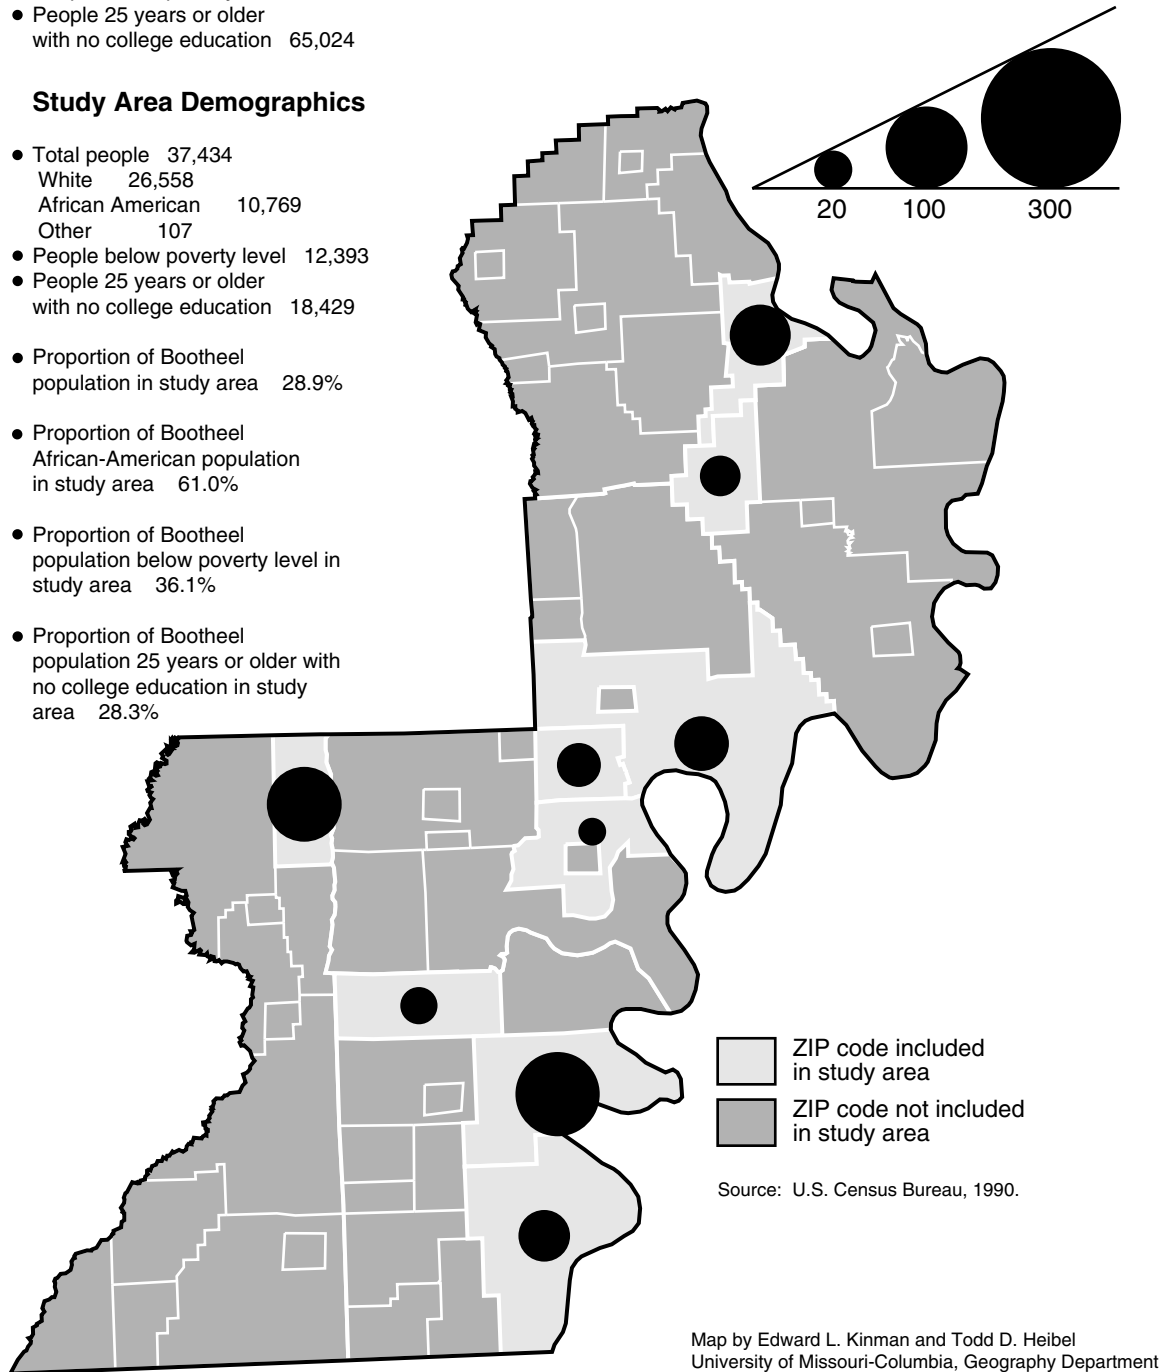 ● People 25 years or older
with no college education 65,024
Study Area Demographics
● Total people 37,434
White 26,558
African American 10,769
Other 107
● People below poverty level 12,393
● People 25 years or older
with no college education 18,429
● Proportion of Bootheel
population in study area 28.9%
● Proportion of Bootheel
African-American population
in study area 61.0%
● Proportion of Bootheel
population below poverty level in
study area 36.1%
● Proportion of Bootheel
population 25 years or older with
no college education in study
area 28.3%
20 100 300
ZIP code included
in study area
ZIP code not included
in study area
Source: U.S. Census Bureau, 1990.
Map by Edward L. Kinman and Todd D. Heibel
University of Missouri-Columbia, Geography Department